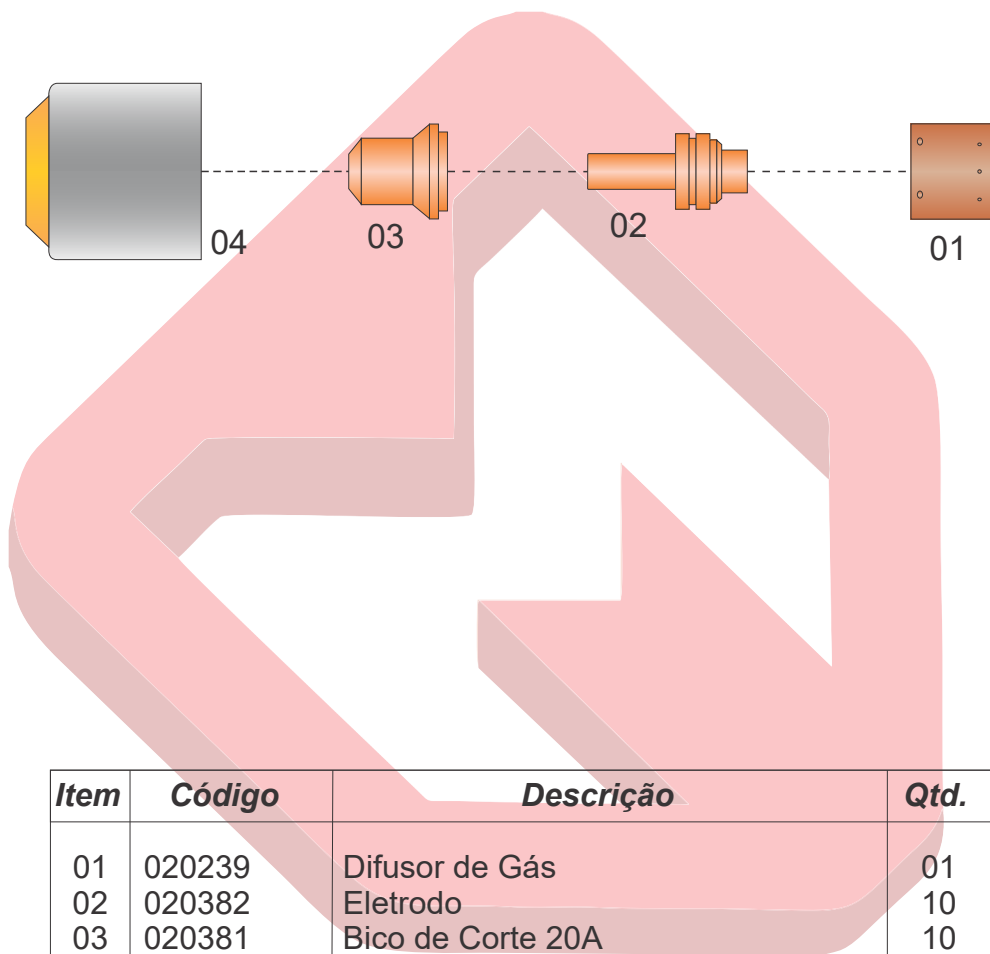 04 03 02 01
Item Código Descrição Qtd.
01 020239 Difusor de Gás 01
02 020382 Eletrodo 10
03 020381 Bico de Corte 20A 10